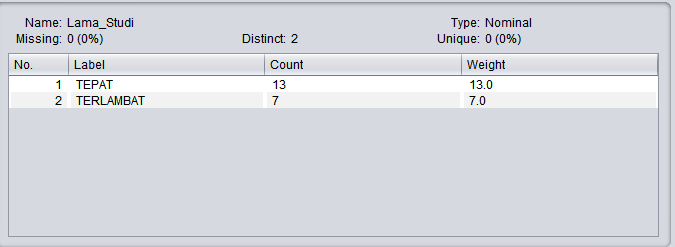 Name: Lama_Studi Type: Nominal
Missing: 0 (0%) Distinct: 2 Unique: 0 (0%)
No. Label Count Weight
1 TEPAT 13 13.0
2 TERLAMBAT 7 7.0